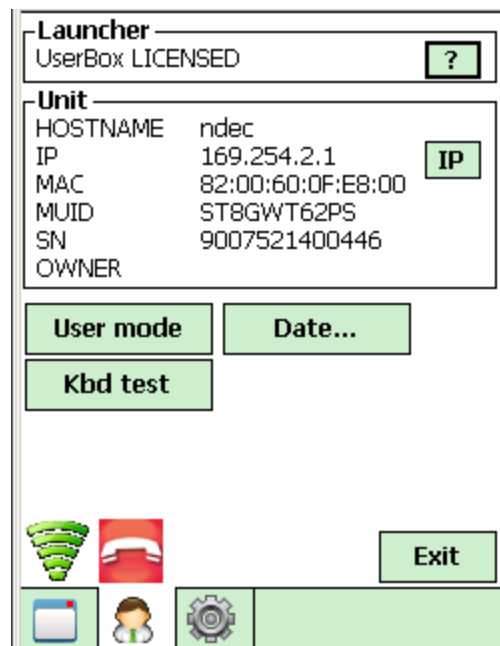 Launcher
UserBox LICENSED
?
Unit
HOSTNAME ndec
IP 169.254.2.1
IP
MAC 82:00:60:0F:E8:00
MUID ST8GWT62PS
SN 9007521400446
OWNER
User mode
Date...
Kbd test
Exit